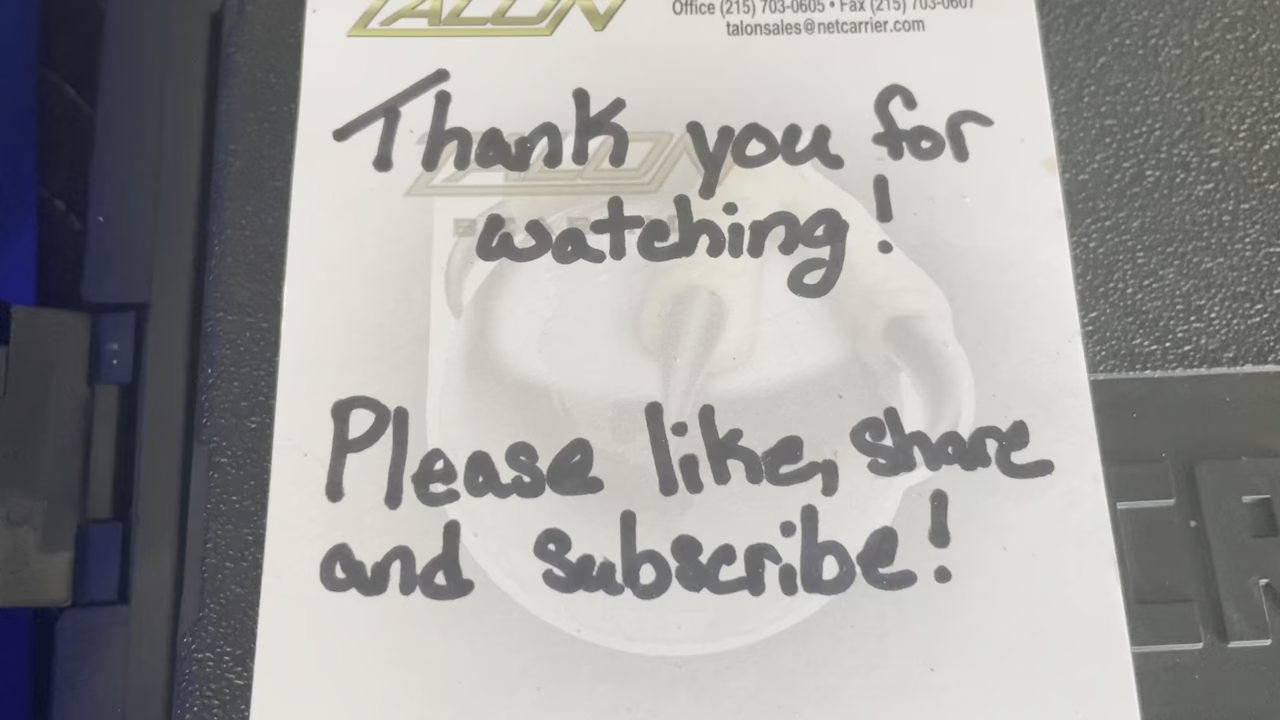 TALON
Office (215) 703-0605 • Fax (215) 703-0607
talonsales@netcarrier.com
Thank you for
watching!
Please like, share
and subscribe!